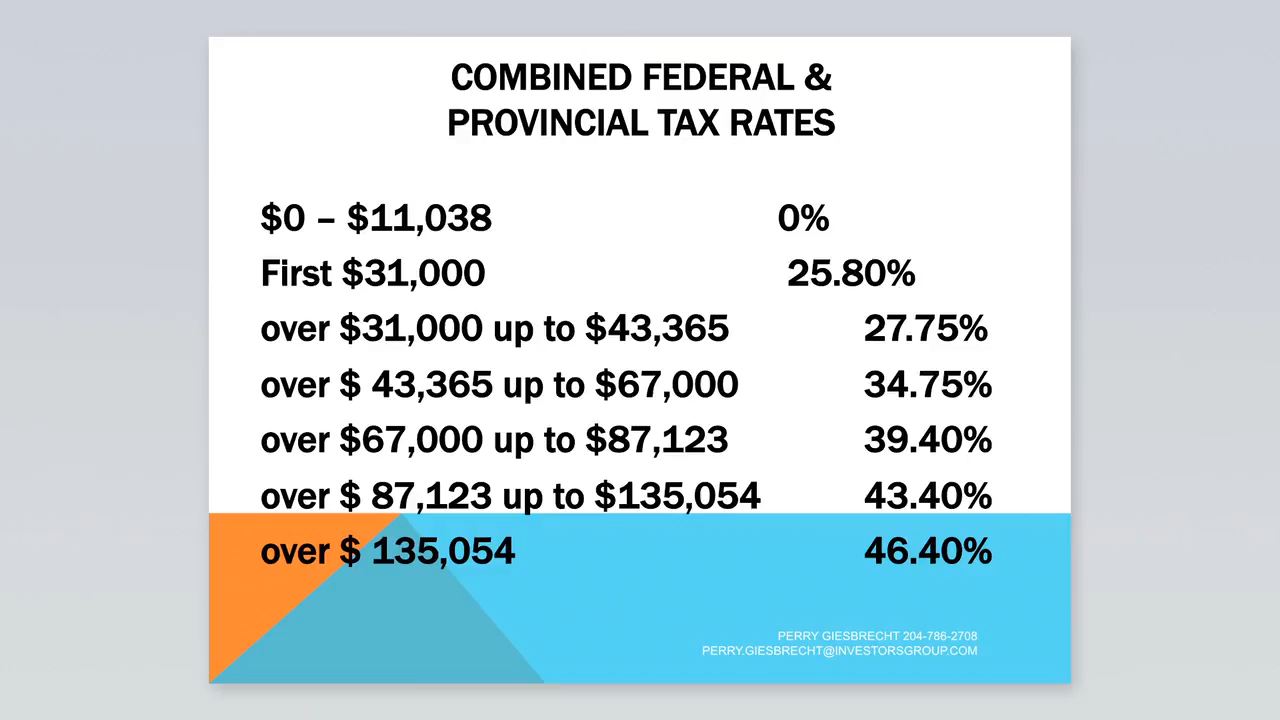 COMBINED FEDERAL &
PROVINCIAL TAX RATES
$0 – $11,038 0%
First $31,000 25.80%
over $31,000 up to $43,365 27.75%
over $ 43,365 up to $67,000 34.75%
over $67,000 up to $87,123 39.40%
over $ 87,123 up to $135,054 43.40%
over $ 135,054 46.40%
PERRY GIESBRECHT 204-786-2708
PERRY.GIESBRECHT@INVESTORSGROUP.COM